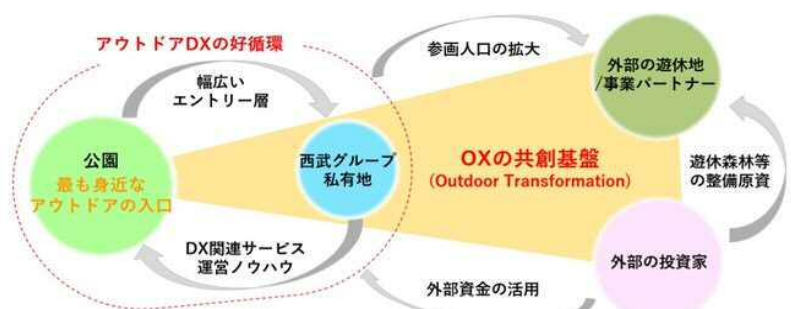 アウトドアDXの好循環
参画人口の拡大
幅広い
エントリー層
外部の遊休地
/事業パートナー
公園
最も身近な
アウトドアの入口
西武グループ
私有地
OXの共創基盤
(Outdoor Transformation)
遊休森林等
の整備原資
DX関連サービス
運営ノウハウ
外部の投資家
外部資金の活用